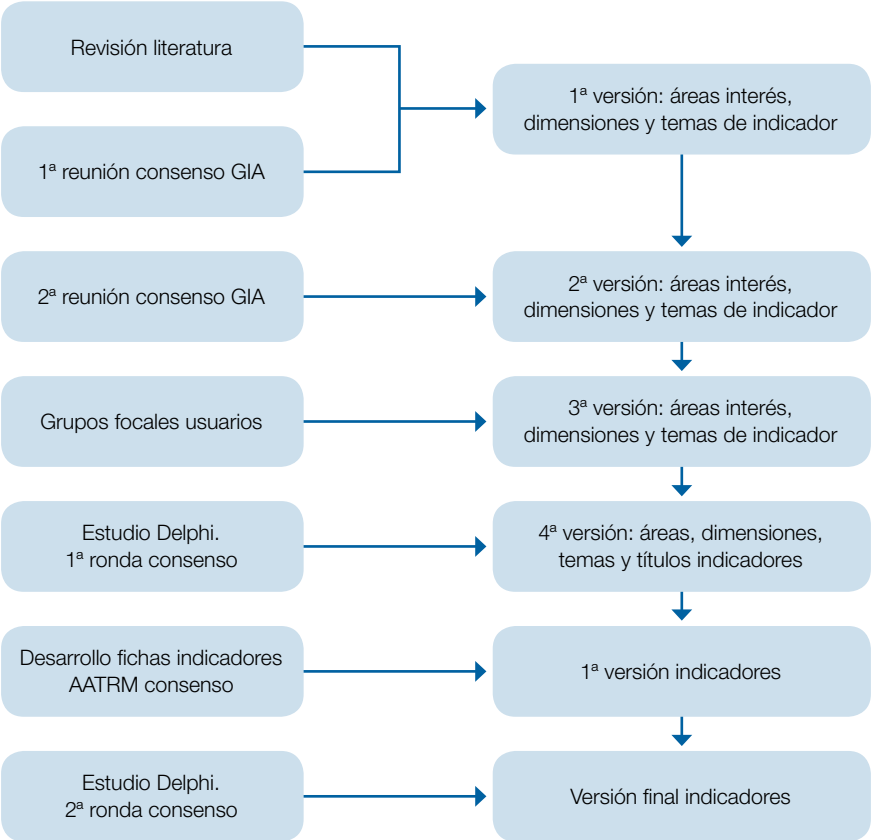 Revisión literatura
1ª reunión consenso GIA
1ª versión: áreas interés,
dimensiones y temas de indicador
2ª reunión consenso GIA
2ª versión: áreas interés,
dimensiones y temas de indicador
Grupos focales usuarios
3ª versión: áreas interés,
dimensiones y temas de indicador
Estudio Delphi.
1ª ronda consenso
4ª versión: áreas, dimensiones,
temas y títulos indicadores
Desarrollo fichas indicadores
AATRM consenso
1ª versión indicadores
Estudio Delphi.
2ª ronda consenso
Versión final indicadores